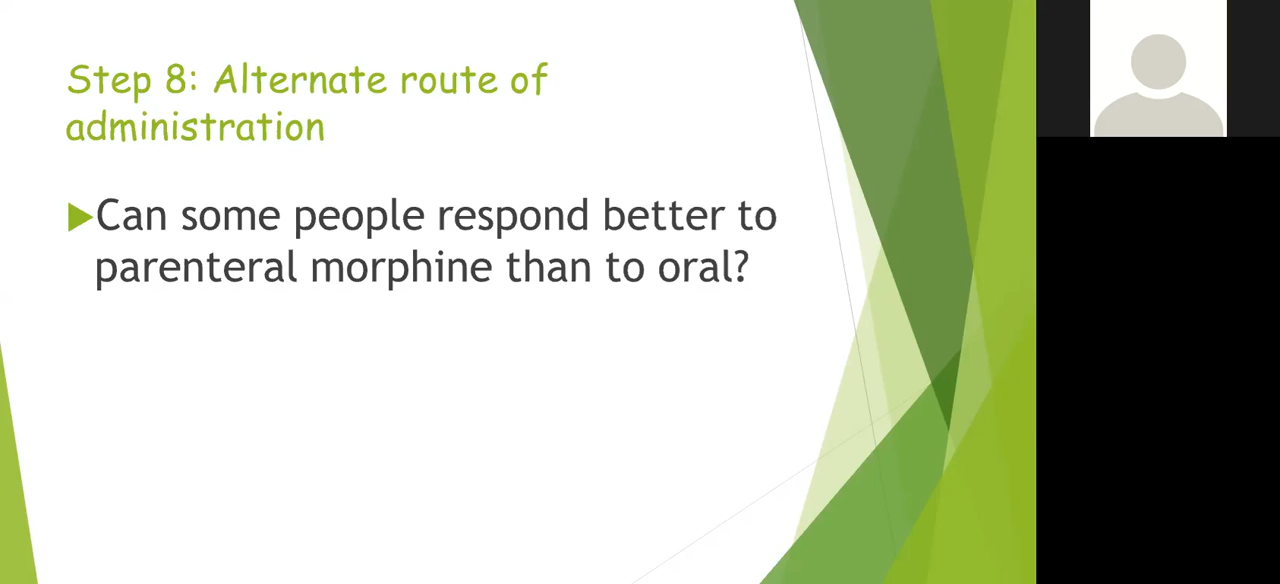 Step 8: Alternate route of
administration
Can some people respond better to
parenteral morphine than to oral?